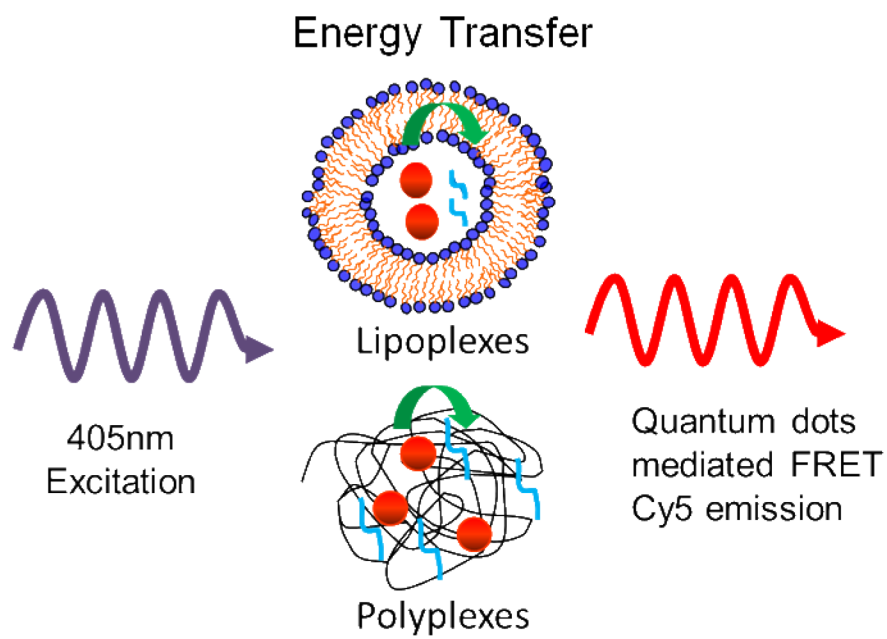 Energy Transfer
Lipoplexes
405nm
Excitation
Quantum dots
mediated FRET
Cy5 emission
Polyplexes